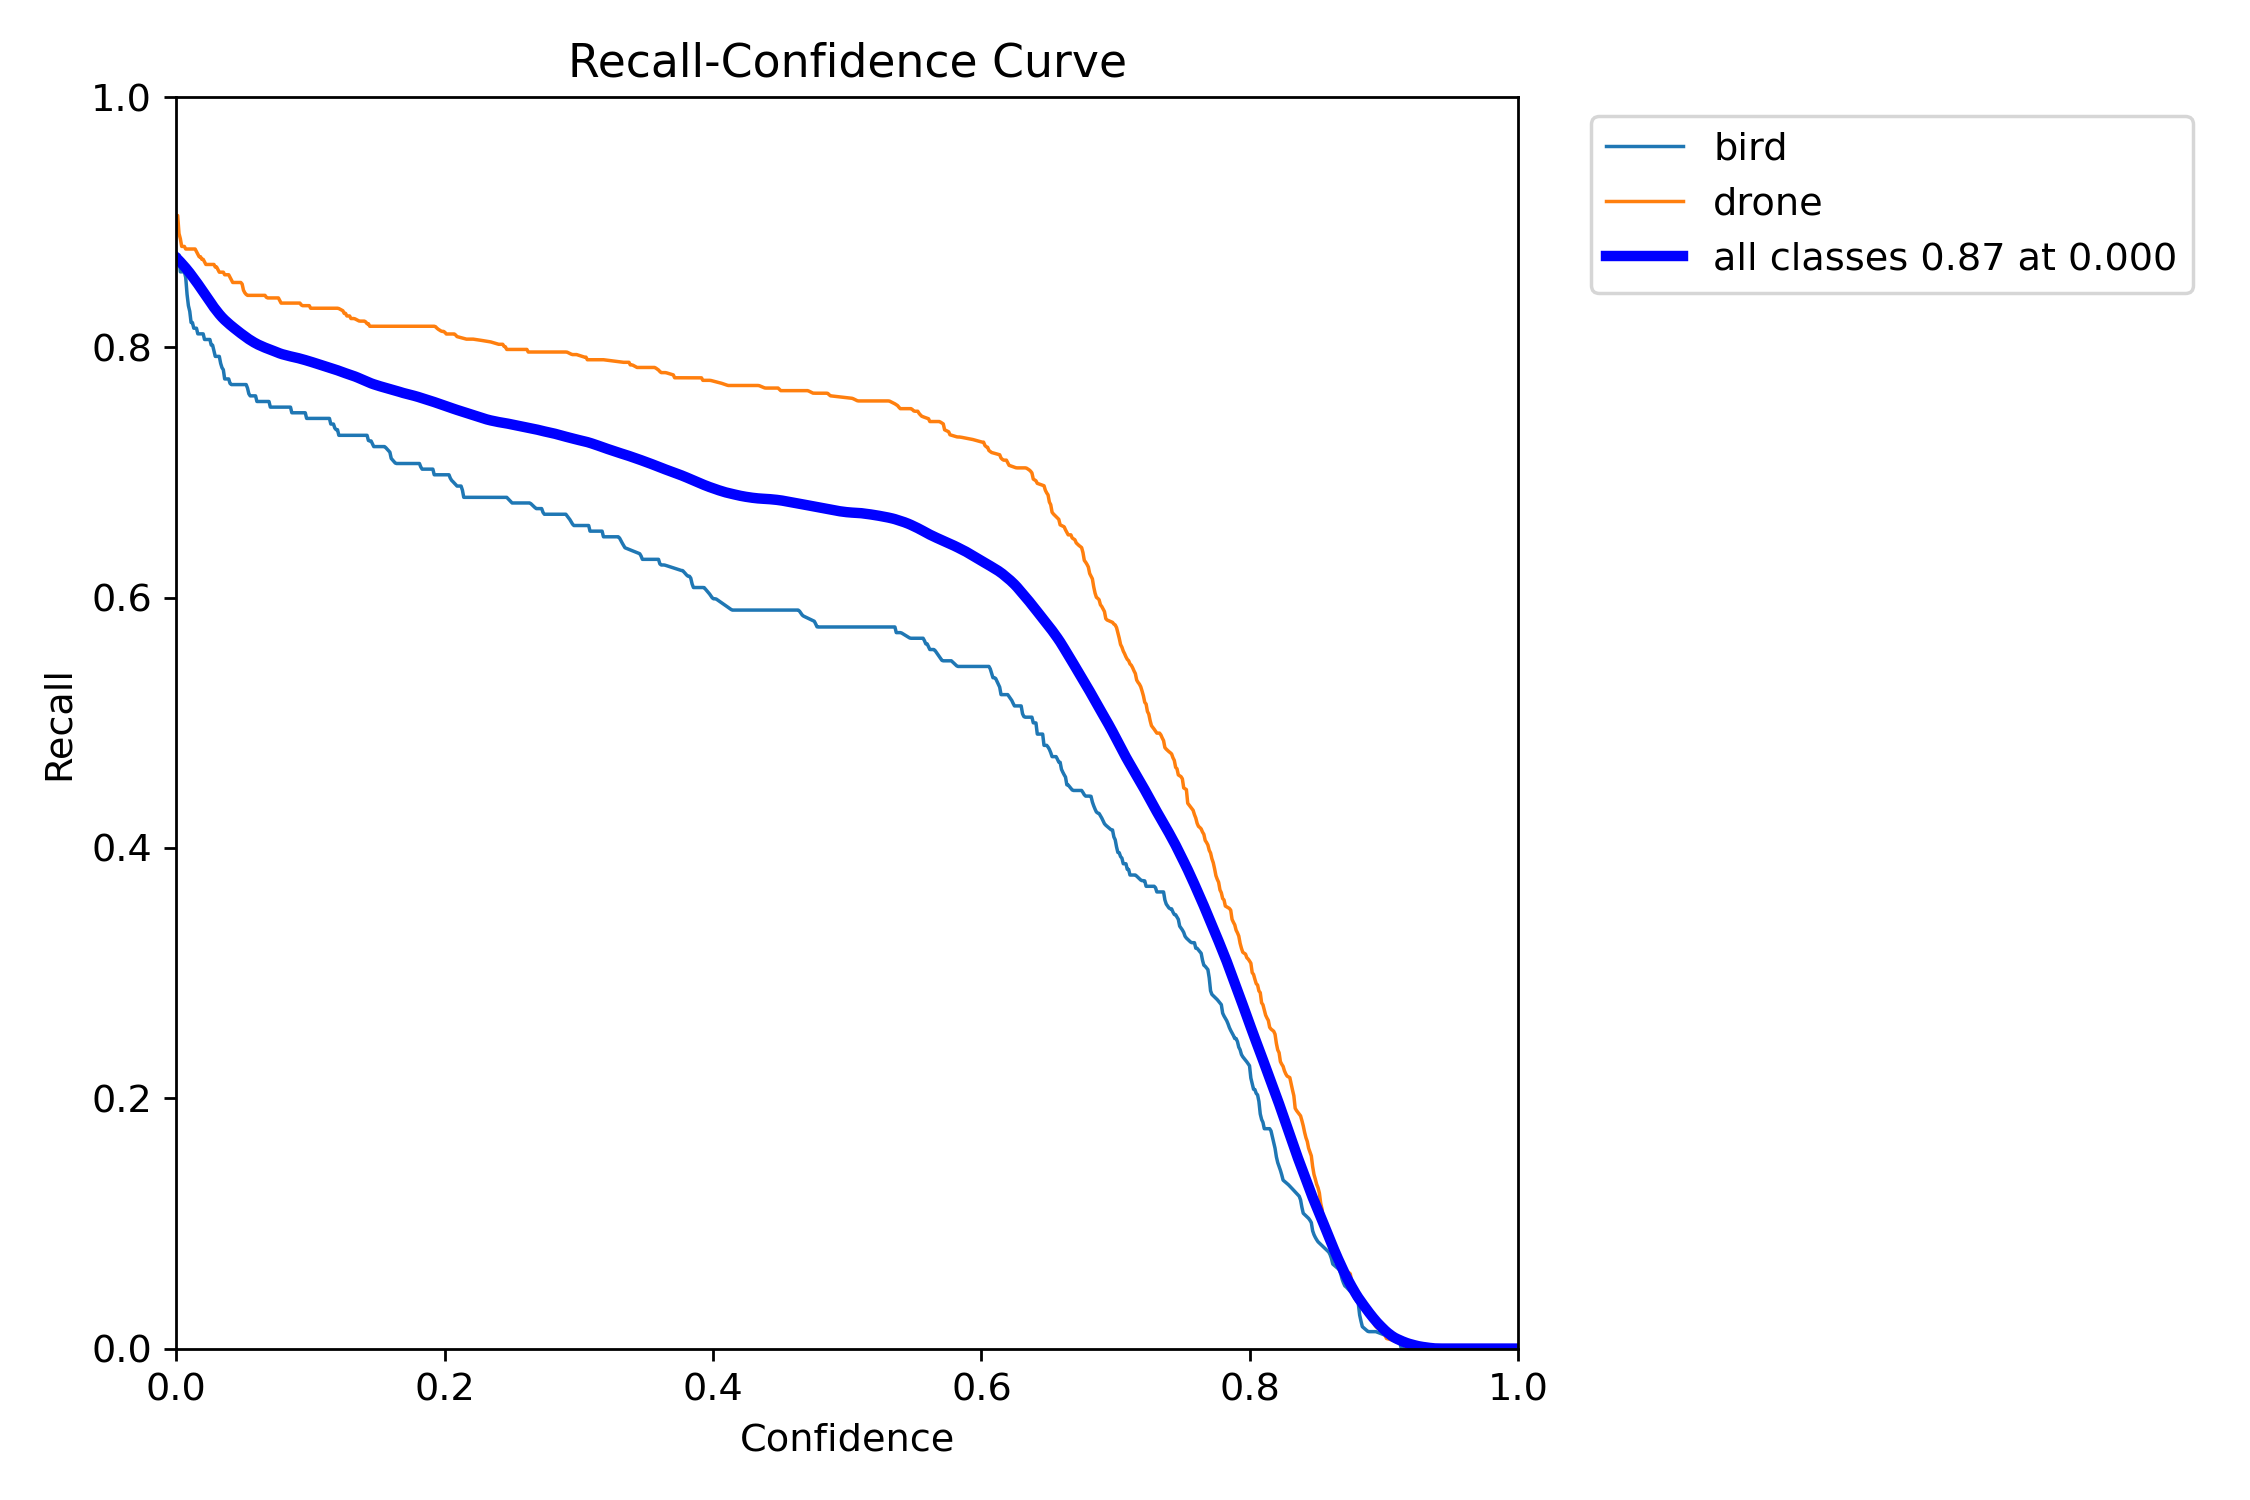 Recall-Confidence Curve
1.0
0.8
0.6
0.4
0.2
0.0
Recall
0.0 0.2 0.4 0.6 0.8 1.0
Confidence
bird
drone
all classes 0.87 at 0.000